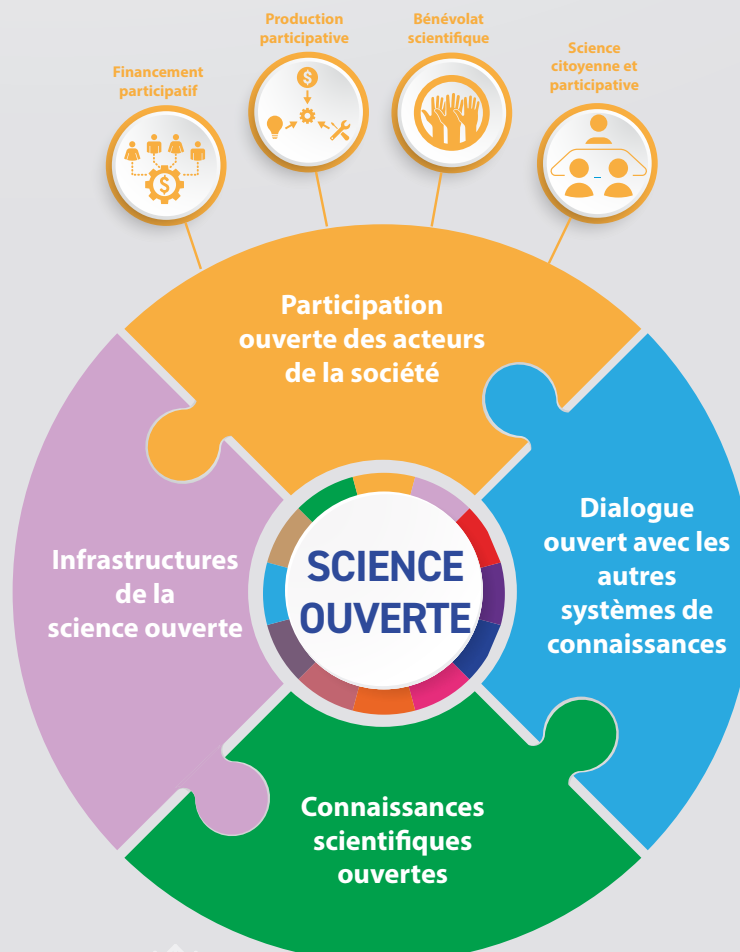 Financement
participatif
Production
participative
Bénévolat
scientifique
Science
citoyenne et
participative
Participation
ouverte des acteurs
de la société
Infrastructures
de la
science ouverte
SCIENCE
OUVERTE
Dialogue
ouvert avec les
autres
systèmes de
connaissances
Connaissances
scientifiques
ouvertes